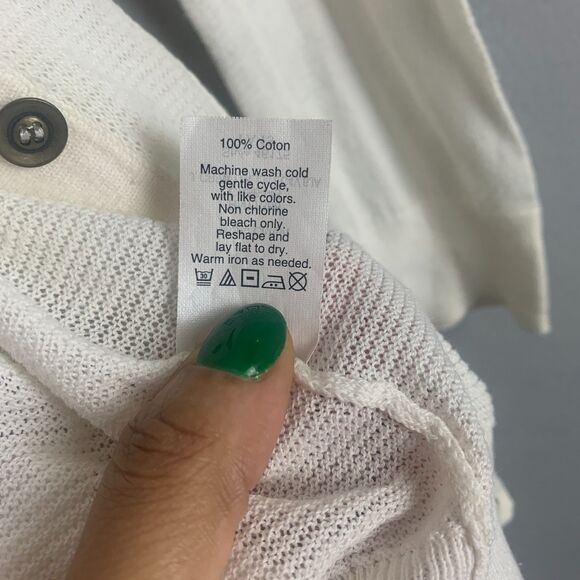 100% Cotton
Machine wash cold
gentle cycle,
with like colors.
Non chlorine
bleach only.
Reshape and
lay flat to dry.
Warm iron as needed.
30